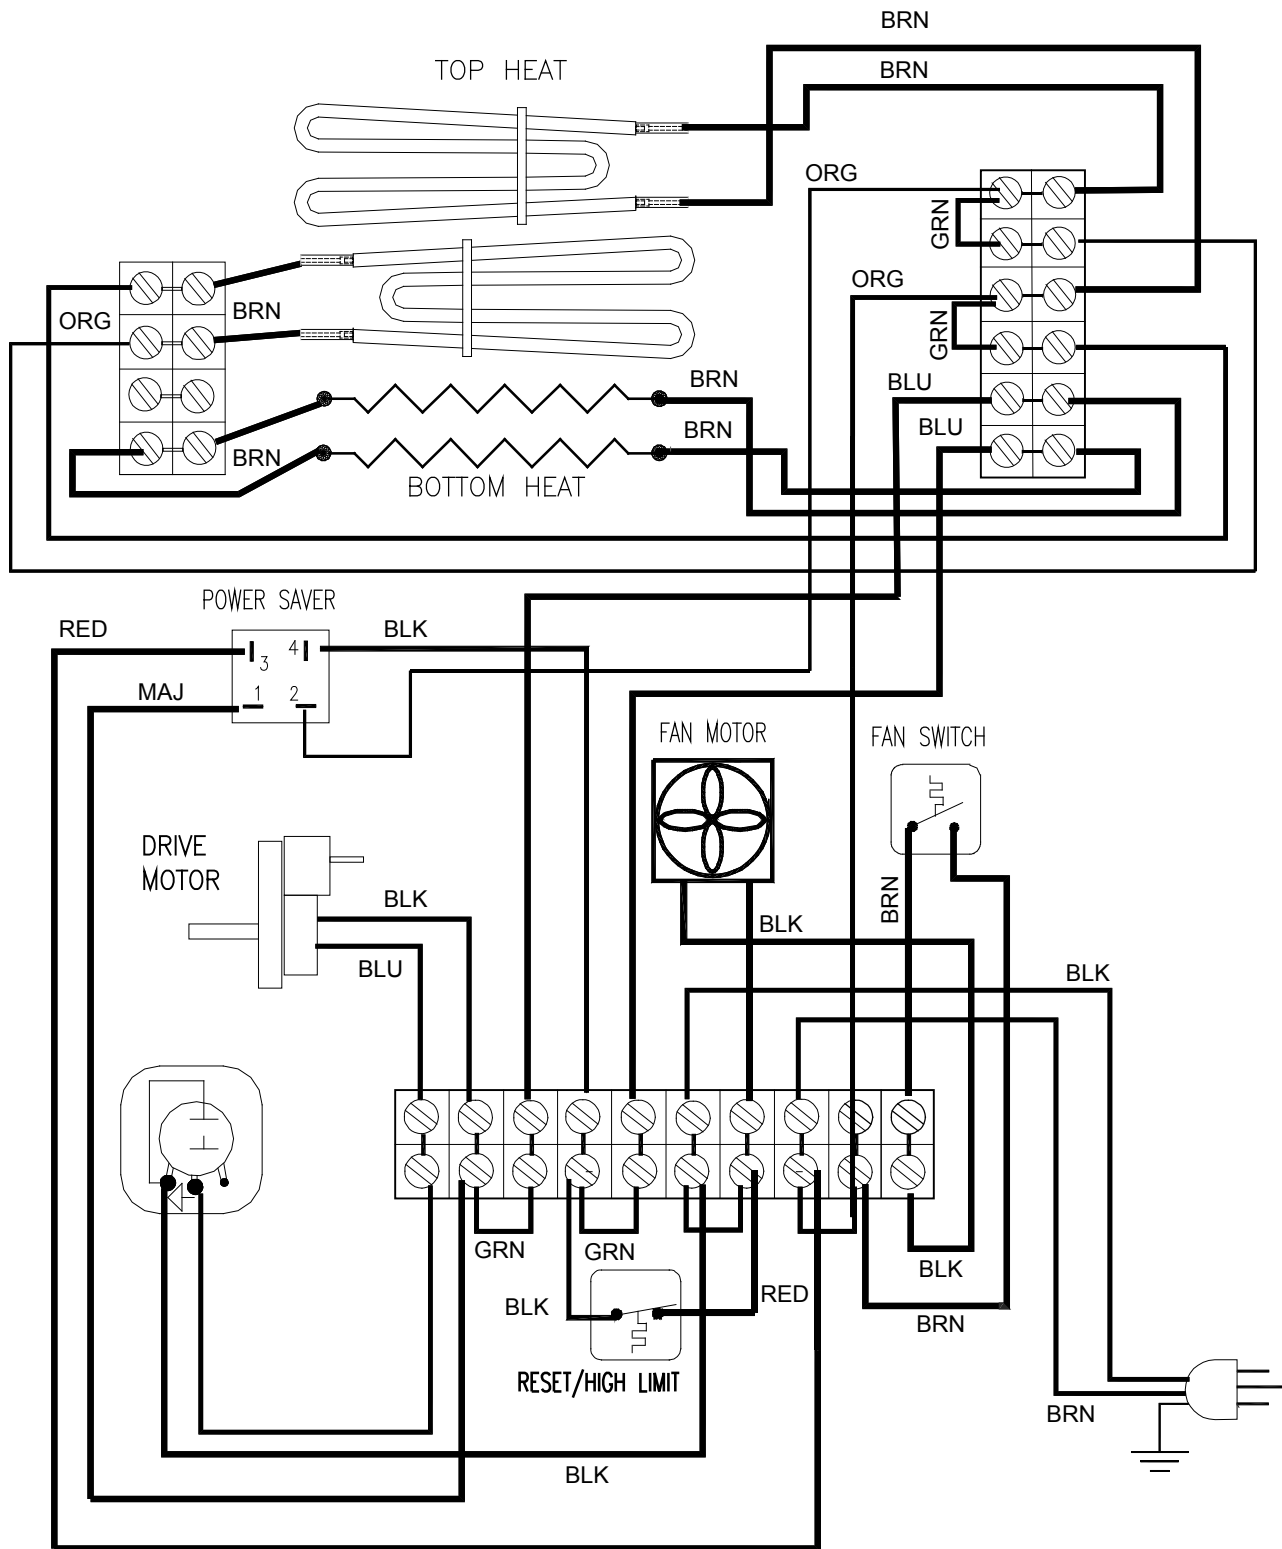 BRN
TOP HEAT
BRN
ORG
GRN
ORG
BRN
ORG
GRN
BRN
BLU
BRN
BLU
BRN
BOTTOM HEAT
POWER SAVER
RED
BLK
3
4
MAJ
1
2
FAN MOTOR
FAN SWITCH
DRIVE
MOTOR
BLK
BRN
BLK
BLU
BLK
GRN
GRN
BLK
RED
BLK
BRN
RESET/HIGH LIMIT
BRN
BLK